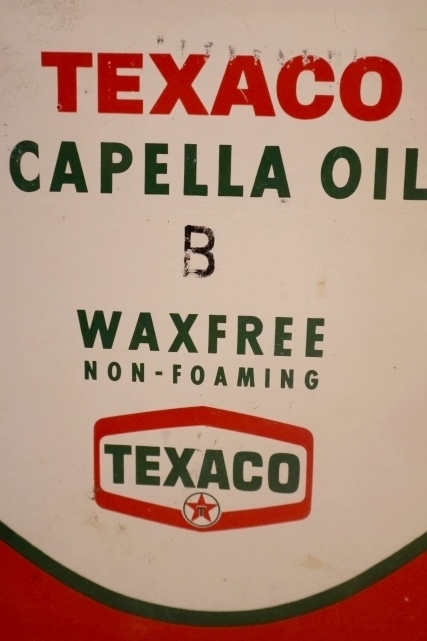 TEXACO
CAPELLA OIL
B
WAXFREE
NON-FOAMING
TEXACO
T